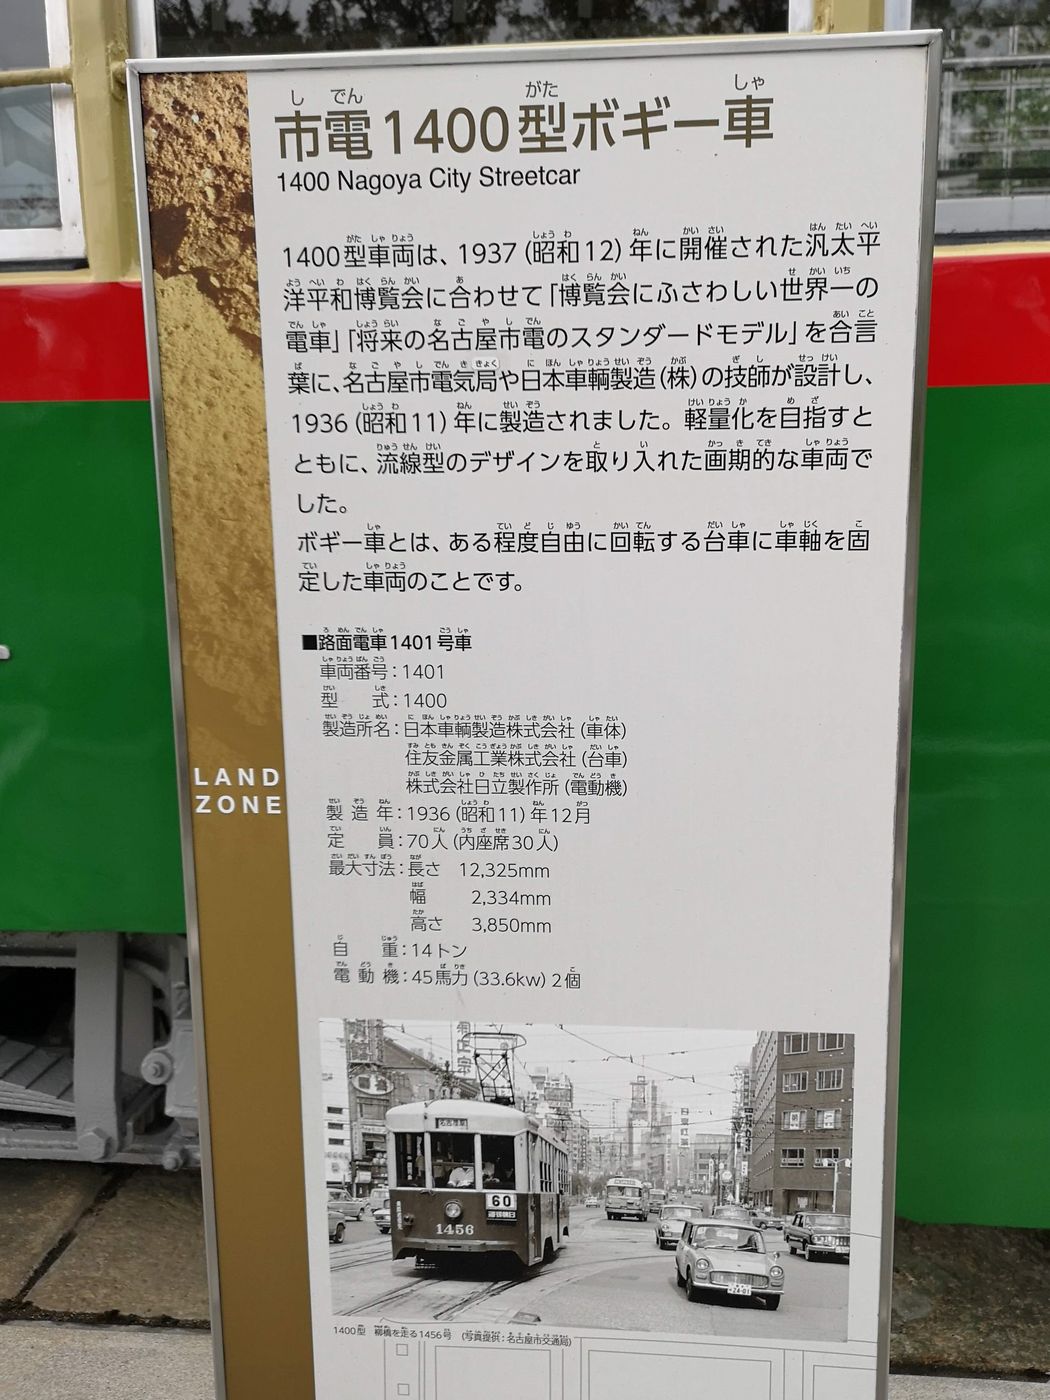 市電1400型ボギー車
1400 Nagoya City Streetcar
1400型車両は、1937(昭和12)年に開催された汎太平
洋平和博覧会に合わせて「博覧会にふさわしい世界一の
電車」「将来の名古屋市電のスタンダードモデル」を合言
葉に、名古屋市電気局や日本車輌製造(株)の技師が設計し、
1936(昭和11)年に製造されました。軽量化を目指すと
ともに、流線型のデザインを取り入れた画期的な車両で
した。
ボギー車とは、ある程度自由に回転する台車に車軸を固
定した車両のことです。
■路面電車1401号車
車両番号：1401
型式：1400
製造所名：日本車輌製造株式会社(車体)
住友金属工業株式会社(台車)
株式会社日立製作所(電動機)
製造年：1936(昭和11)年12月
定員：70人(内座席30人)
最大寸法：長さ 12,325mm
幅 2,334mm
高さ 3,850mm
自重：14トン
電動機：45馬力(33.6kw)2個
LAND
ZONE
名古屋駅
60
1456
1400型 柳橋を走る1456号 (写真提供：名古屋市交通局)